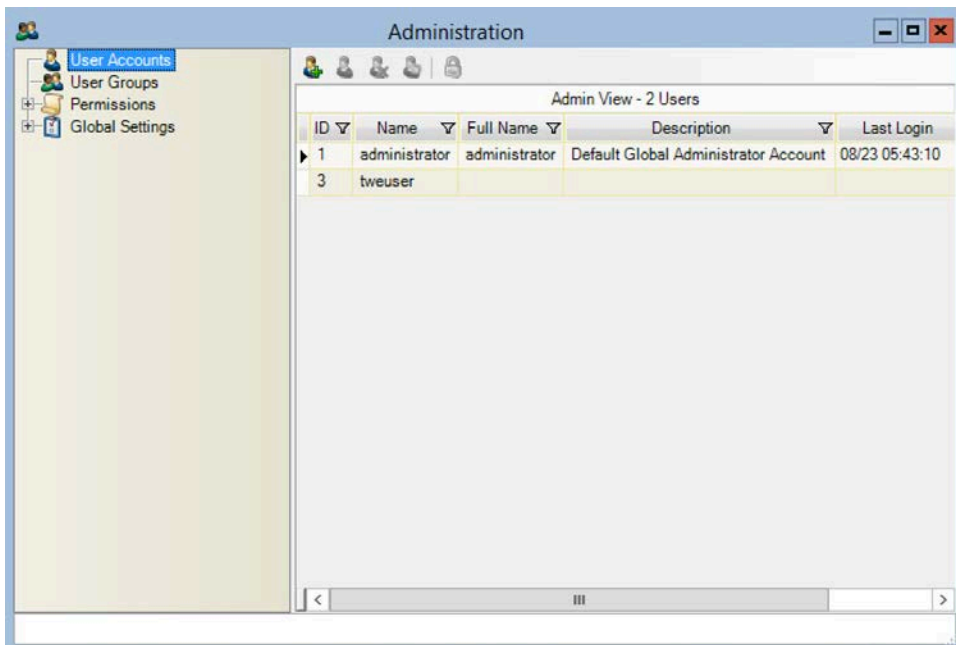 Administration
User Accounts
User Groups
Permissions
Global Settings
Admin View - 2 Users
ID Name Full Name Description Last Login
1 administrator administrator Default Global Administrator Account 08/23 05:43:10
3 tweuser